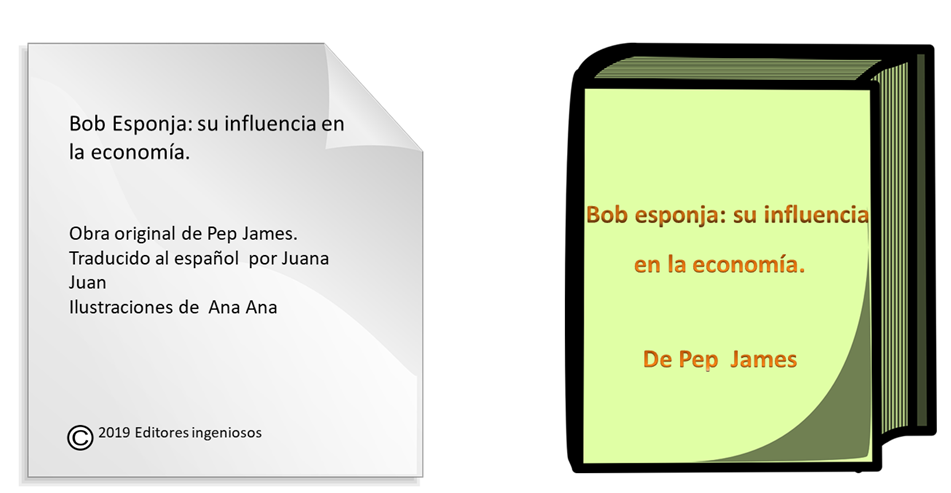 Bob Esponja: su influencia en
la economía.
Obra original de Pep James.
Traducido al español por Juana
Juan
Ilustraciones de Ana Ana
© 2019 Editores ingeniosos
Bob esponja: su influencia
en la economía.
De Pep James